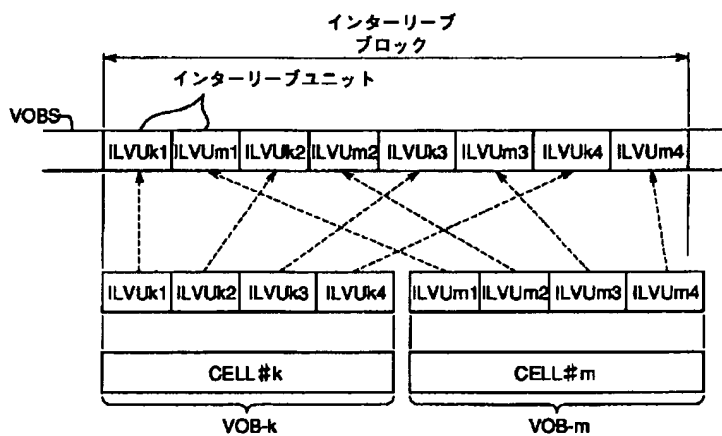 インターリーブ
ブロック
インターリーブユニット
VOBS
ILVUk1 ILVUm1 ILVUk2 ILVUm2 ILVUk3 ILVUm3 ILVUk4 ILVUm4
ILVUk1 ILVUk2 ILVUk3 ILVUk4 ILVUm1 ILVUm2 ILVUm3 ILVUm4
CELL#k CELL#m
VOB-k VOB-m